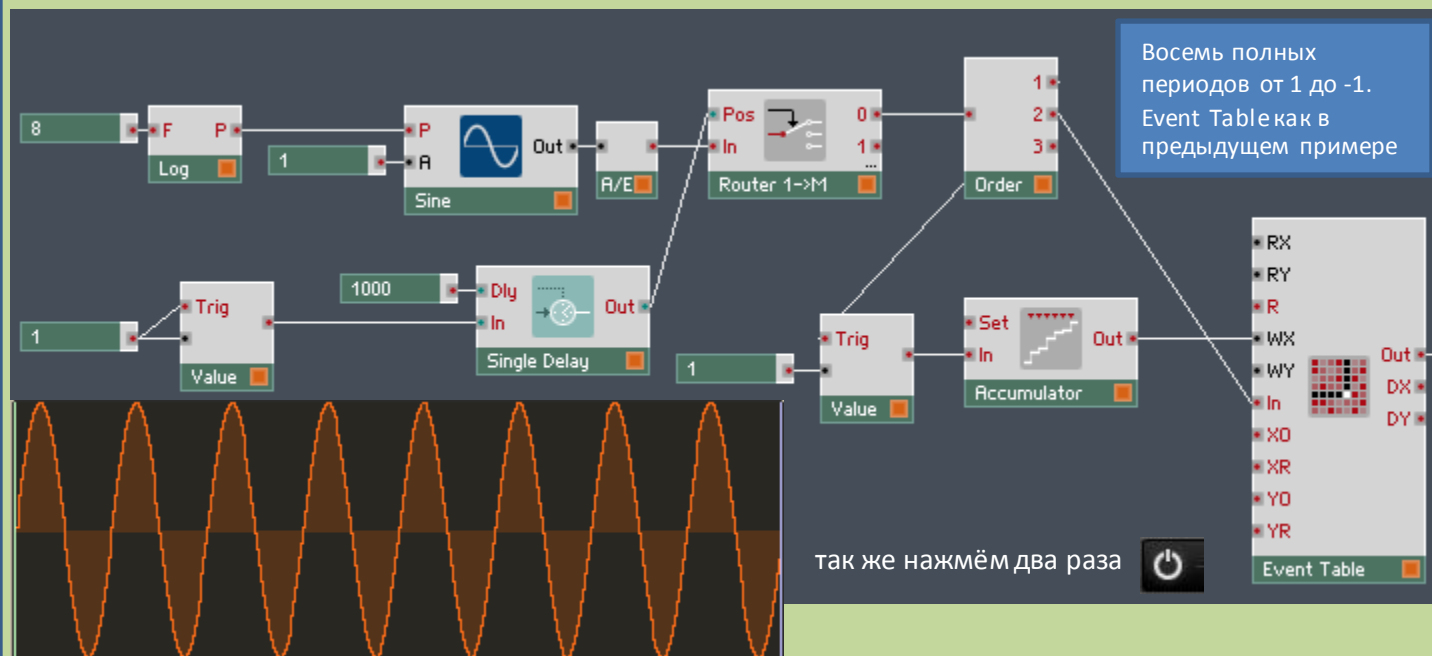 Восемь полных
периодов от 1 до -1.
Event Table как в
предыдущем примере
8
F P
Log
1
P
A
Out
Sine
A/E
Pos 0
In 1
...
Router 1->M
1
2
3
Order
1
Trig
Value
1000
Dly
In
Out
Single Delay
1
Trig
Value
Set
In
Out
Accumulator
RX
RY
R
WX
WY
In
XO
XR
YO
YR
Out
DX
DY
Event Table
так же нажмём два раза